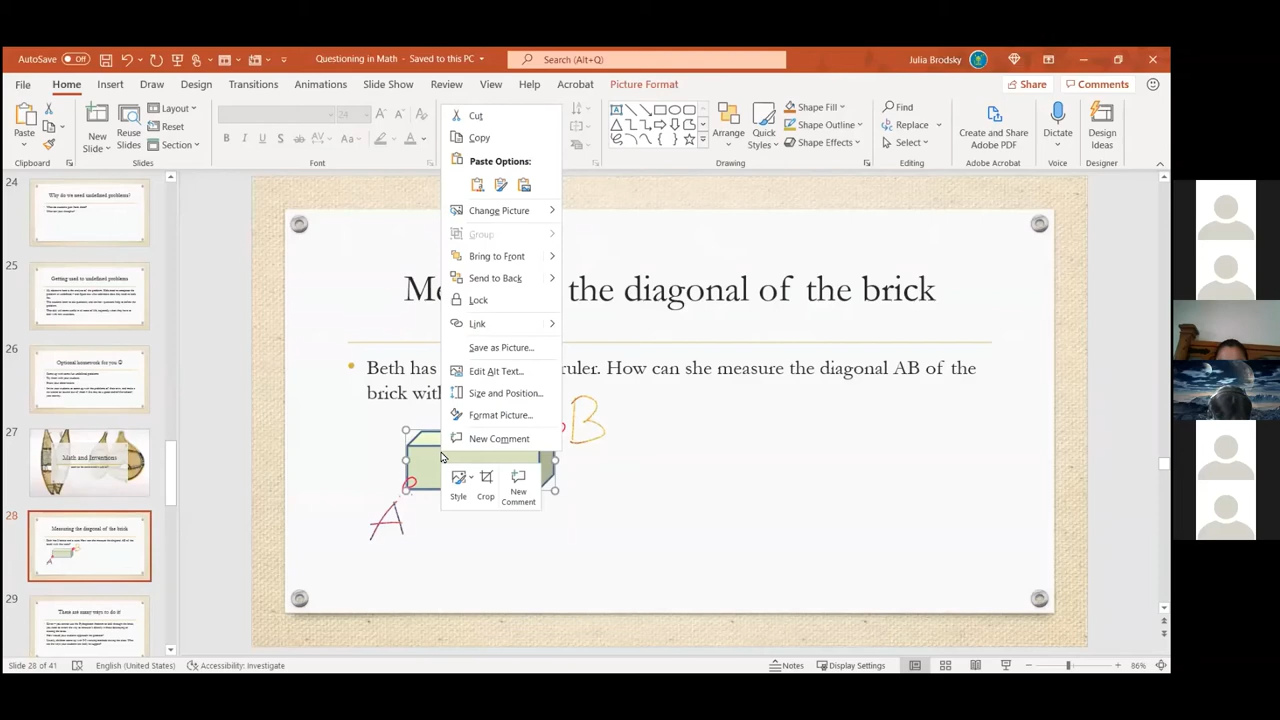 AutoSave Off
Questioning in Math - Saved to this PC
Search (Alt+Q)
Julia Brodsky
File Home Insert Draw Design Transitions Animations Slide Show Review View Help Acrobat Picture Format
Share Comments
Paste
Clipboard
New Slide
Reuse Slides
Layout
Reset
Section
Slides
24
Font
Arrange
Quick Styles
Shape Fill
Shape Outline
Shape Effects
Drawing
Find
Replace
Select
Editing
Create and Share Adobe PDF
Adobe Acrobat
Dictate
Voice
Design Ideas
Designer
Cut
Copy
Paste Options:
Change Picture
Group
Bring to Front
Send to Back
Lock
Link
Save as Picture...
Edit Alt Text...
Size and Position...
Format Picture...
New Comment
Style
Crop
New Comment
24
Why do we need undefined problems?
25
Getting used to undefined problems
26
Optional homework for you
27
Math and Inventions
28
Measuring the diagonal of the brick
29
There are many ways to do it!
Me the diagonal of the brick
Beth has ruler. How can she measure the diagonal AB of the
brick with
B
A
Slide 28 of 41
English (United States)
Accessibility: Investigate
Notes
Display Settings
86%